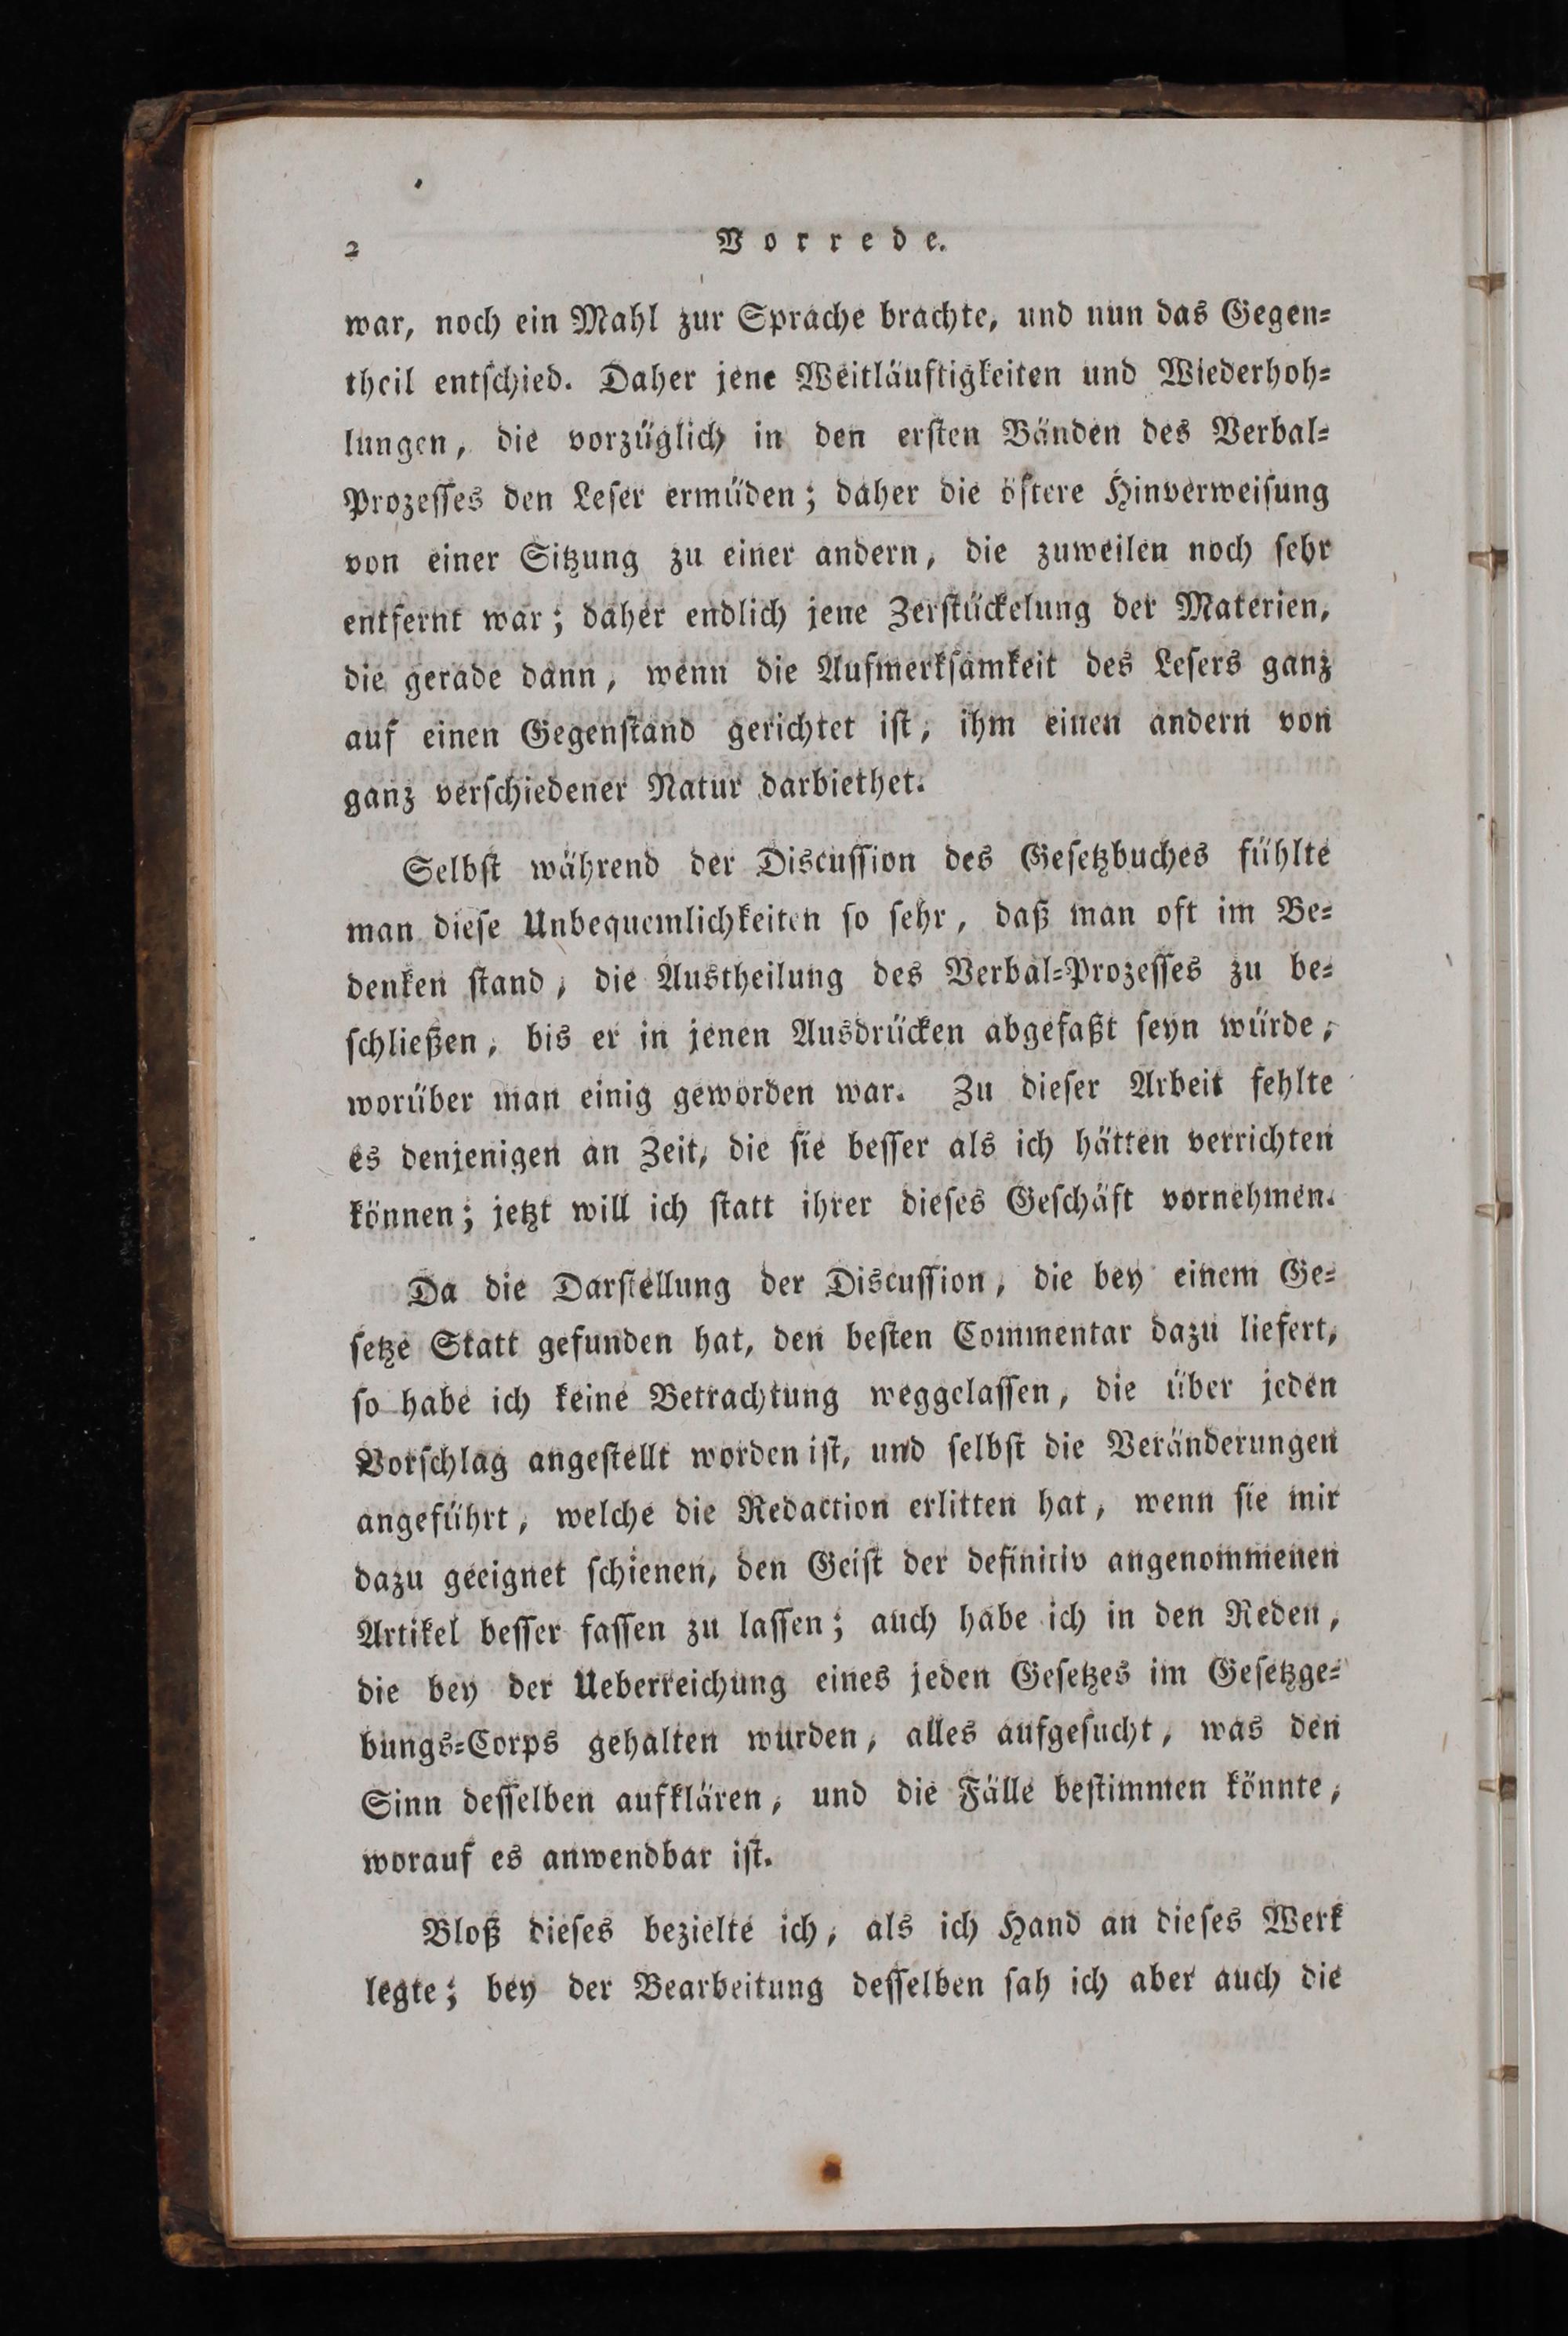 2 Vorrede.
war, noch ein Mahl zur Sprache brachte, und nun das Gegen⸗
theil entſchied. Daher jene Weitläuftigkeiten und Wiederhoh⸗
lungen, die vorzüglich in den erſten Bänden des Verbal⸗
Prozeſſes den Leſer ermüden; daher die öftere Hinverweiſung
von einer Sitzung zu einer andern, die zuweilen noch ſehr
entfernt war; daher endlich jene Zerſtückelung der Materien,
die gerade dann, wenn die Aufmerkſamkeit des Leſers ganz
auf einen Gegenſtand gerichtet iſt, ihm einen andern von
ganz verſchiedener Natur darbiethet.
Selbſt während der Discuſſion des Geſetzbuches fühlte
man dieſe Unbequemlichkeiten ſo ſehr, daß man oft im Be⸗
denken ſtand, die Austheilung des Verbal⸗Prozeſſes zu be⸗
ſchließen, bis er in jenen Ausdrücken abgefaßt ſeyn würde,
worüber man einig geworden war. Zu dieſer Arbeit fehlte
es denjenigen an Zeit, die ſie beſſer als ich hätten verrichten
können; jetzt will ich ſtatt ihrer dieſes Geſchäft vornehmen.
Da die Darſtellung der Discuſſion, die bey einem Ge⸗
ſetze Statt gefunden hat, den beſten Commentar dazu liefert,
ſo habe ich keine Betrachtung weggelaſſen, die über jeden
Vorſchlag angeſtellt worden iſt, und ſelbſt die Veränderungen
angeführt, welche die Redaction erlitten hat, wenn ſie mir
dazu geeignet ſchienen, den Geiſt der definitiv angenommenen
Artikel beſſer faſſen zu laſſen; auch habe ich in den Reden,
die bey der Ueberreichung eines jeden Geſetzes im Geſetzge⸗
bungs⸗Corps gehalten wurden, alles aufgeſucht, was den
Sinn deſſelben aufklären, und die Fälle beſtimmen könnte,
worauf es anwendbar iſt.
Bloß dieſes bezielte ich, als ich Hand an dieſes Werk
legte; bey der Bearbeitung deſſelben ſah ich aber auch die